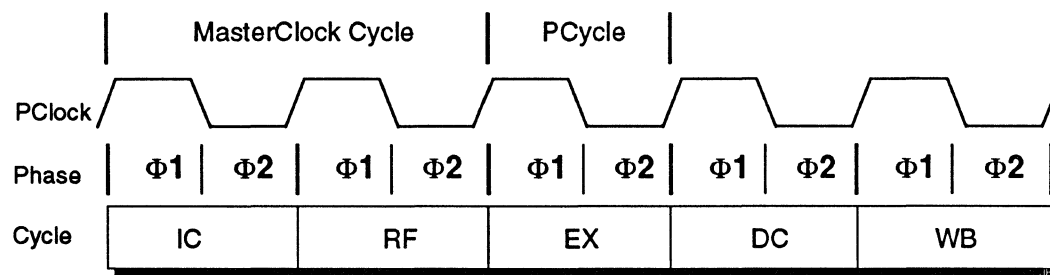 MasterClock Cycle PCycle
PClock
Phase Φ1 Φ2 Φ1 Φ2 Φ1 Φ2 Φ1 Φ2 Φ1 Φ2
Cycle IC RF EX DC WB